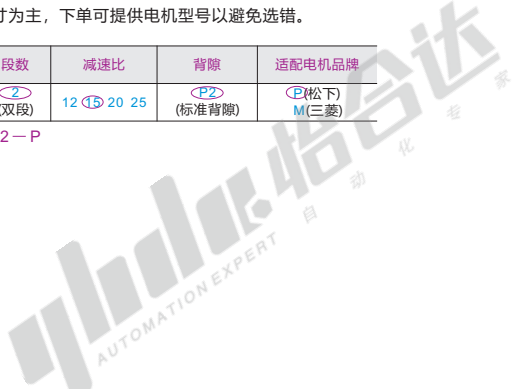 寸为主，下单可提供电机型号以避免选错。
段数 减速比 背隙 适配电机品牌
2 12 15 20 25 P2 P(松下)
(双段) (标准背隙) M(三菱)
2－P
怡合达
自动化专家
AUTOMATION EXPERT